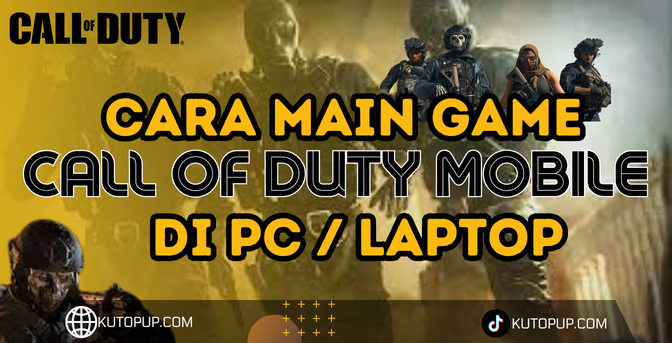 CALL OF DUTY
CARA MAIN GAME
CALL OF DUTY MOBILE
DI PC / LAPTOP
KUTOPUP.COM
KUTOPUP.COM